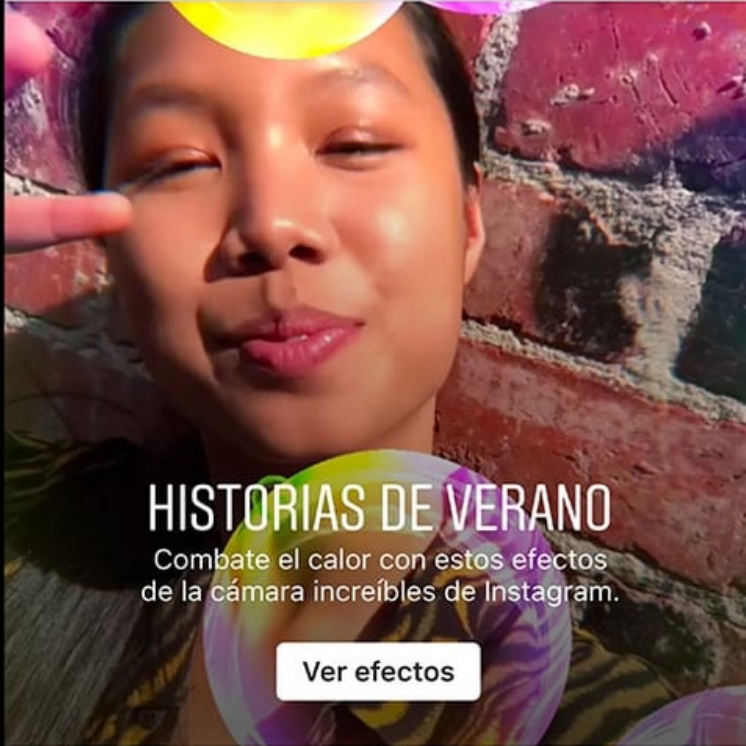 HISTORIAS DE VERANO
Combate el calor con estos efectos
de la cámara increíbles de Instagram.
Ver efectos